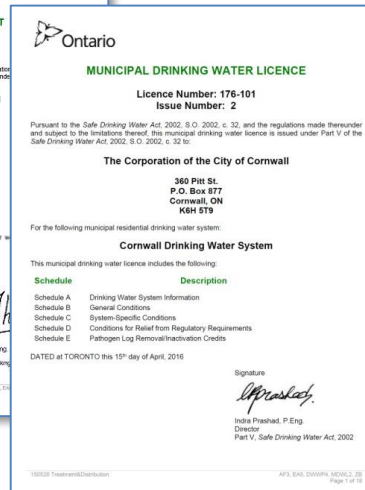 Ontario
MUNICIPAL DRINKING WATER LICENCE
Licence Number: 176-101
Issue Number: 2
Pursuant to the Safe Drinking Water Act, 2002, S.O. 2002, c. 32, and the regulations made thereunder
and subject to the limitations thereof, this municipal drinking water licence is issued under Part V of the
Safe Drinking Water Act, 2002, S.O. 2002, c. 32 to:
The Corporation of the City of Cornwall
360 Pitt St.
P.O. Box 877
Cornwall, ON
K6H 5T9
For the following municipal residential drinking water system:
Cornwall Drinking Water System
This municipal drinking water licence includes the following:
Schedule Description
Schedule A Drinking Water System Information
Schedule B General Conditions
Schedule C System-Specific Conditions
Schedule D Conditions for Relief from Regulatory Requirements
Schedule E Pathogen Log Removal/Inactivation Credits
DATED at TORONTO this 15th day of April, 2016
Signature
Indra Prashad, P.Eng.
Director
Part V, Safe Drinking Water Act, 2002
Page 1 of 18